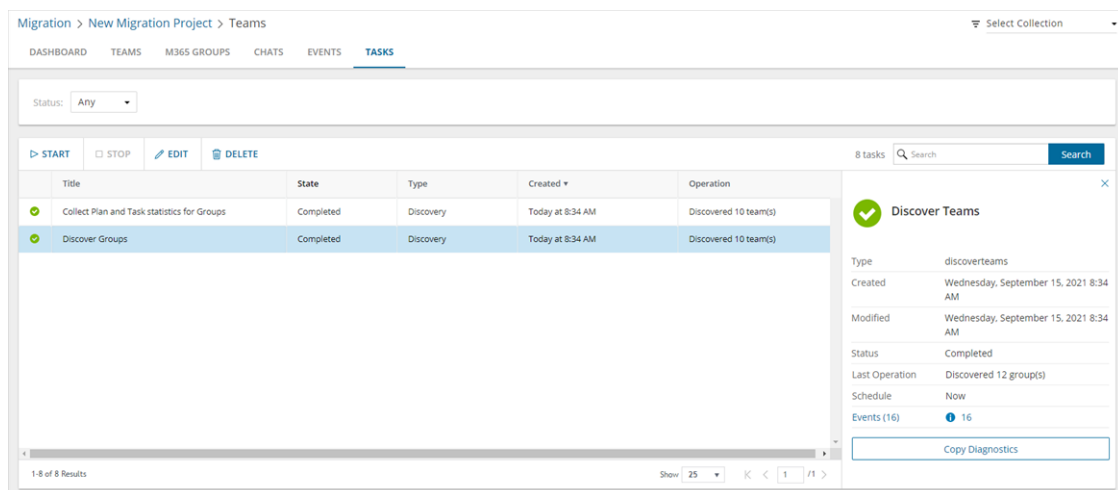 Migration > New Migration Project > Teams
Select Collection
DASHBOARD TEAMS M365 GROUPS CHATS EVENTS TASKS
Status: Any
START STOP EDIT DELETE
8 tasks Search Search
Title State Type Created Operation
Collect Plan and Task statistics for Groups Completed Discovery Today at 8:34 AM Discovered 10 team(s)
Discover Groups Completed Discovery Today at 8:34 AM Discovered 10 team(s)
1-8 of 8 Results
Show 25 1 /1
Discover Teams
Type discoverteams
Created Wednesday, September 15, 2021 8:34
AM
Modified Wednesday, September 15, 2021 8:34
AM
Status Completed
Last Operation Discovered 12 group(s)
Schedule Now
Events (16) 16
Copy Diagnostics